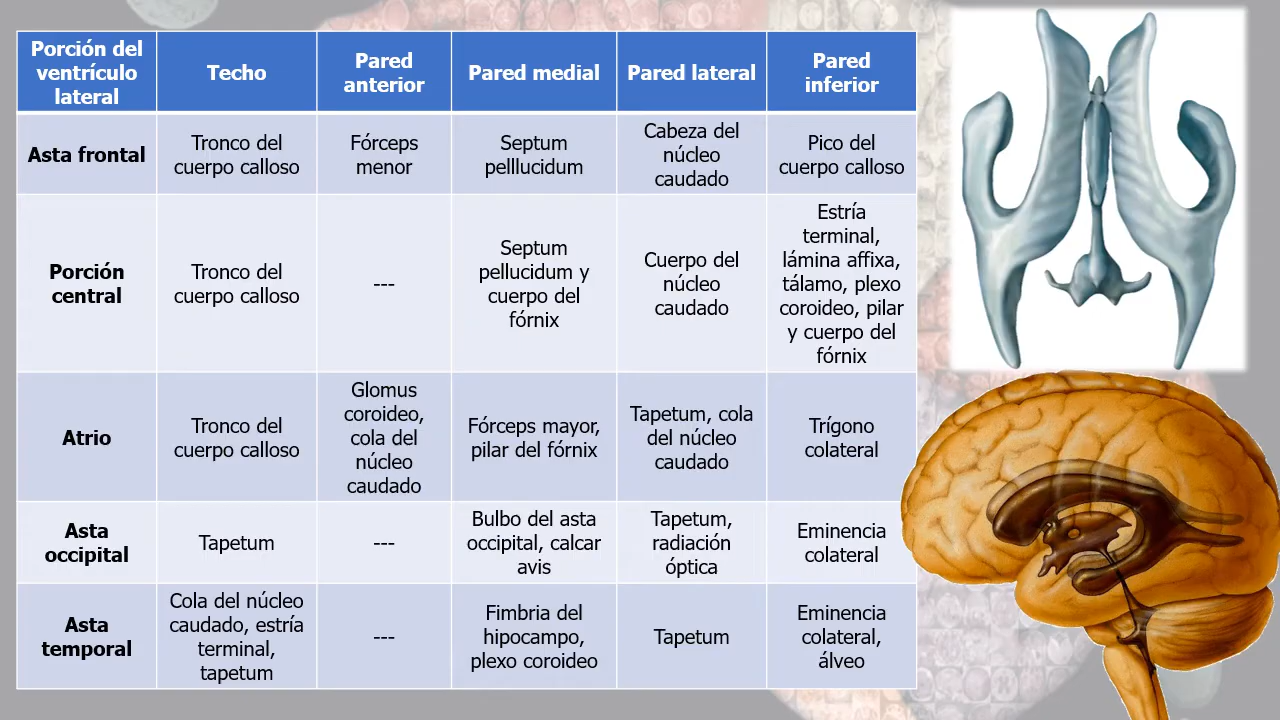 Porción del
ventrículo
lateral
Techo
Pared
anterior
Pared medial
Pared lateral
Pared
inferior
Asta frontal
Tronco del
cuerpo calloso
Fórceps
menor
Septum
pelllucidum
Cabeza del
núcleo
caudado
Pico del
cuerpo calloso
Porción
central
Tronco del
cuerpo calloso
---
Septum
pellucidum y
cuerpo del
fórnix
Cuerpo del
núcleo
caudado
Estría
terminal,
lámina affixa,
tálamo, plexo
coroideo, pilar
y cuerpo del
fórnix
Atrio
Tronco del
cuerpo calloso
Glomus
coroideo,
cola del
núcleo
caudado
Fórceps mayor,
pilar del fórnix
Tapetum, cola
del núcleo
caudado
Trígono
colateral
Asta
occipital
Tapetum
---
Bulbo del asta
occipital, calcar
avis
Tapetum,
radiación
óptica
Eminencia
colateral
Asta
temporal
Cola del núcleo
caudado, estría
terminal,
tapetum
---
Fimbria del
hipocampo,
plexo coroideo
Tapetum
Eminencia
colateral,
álveo